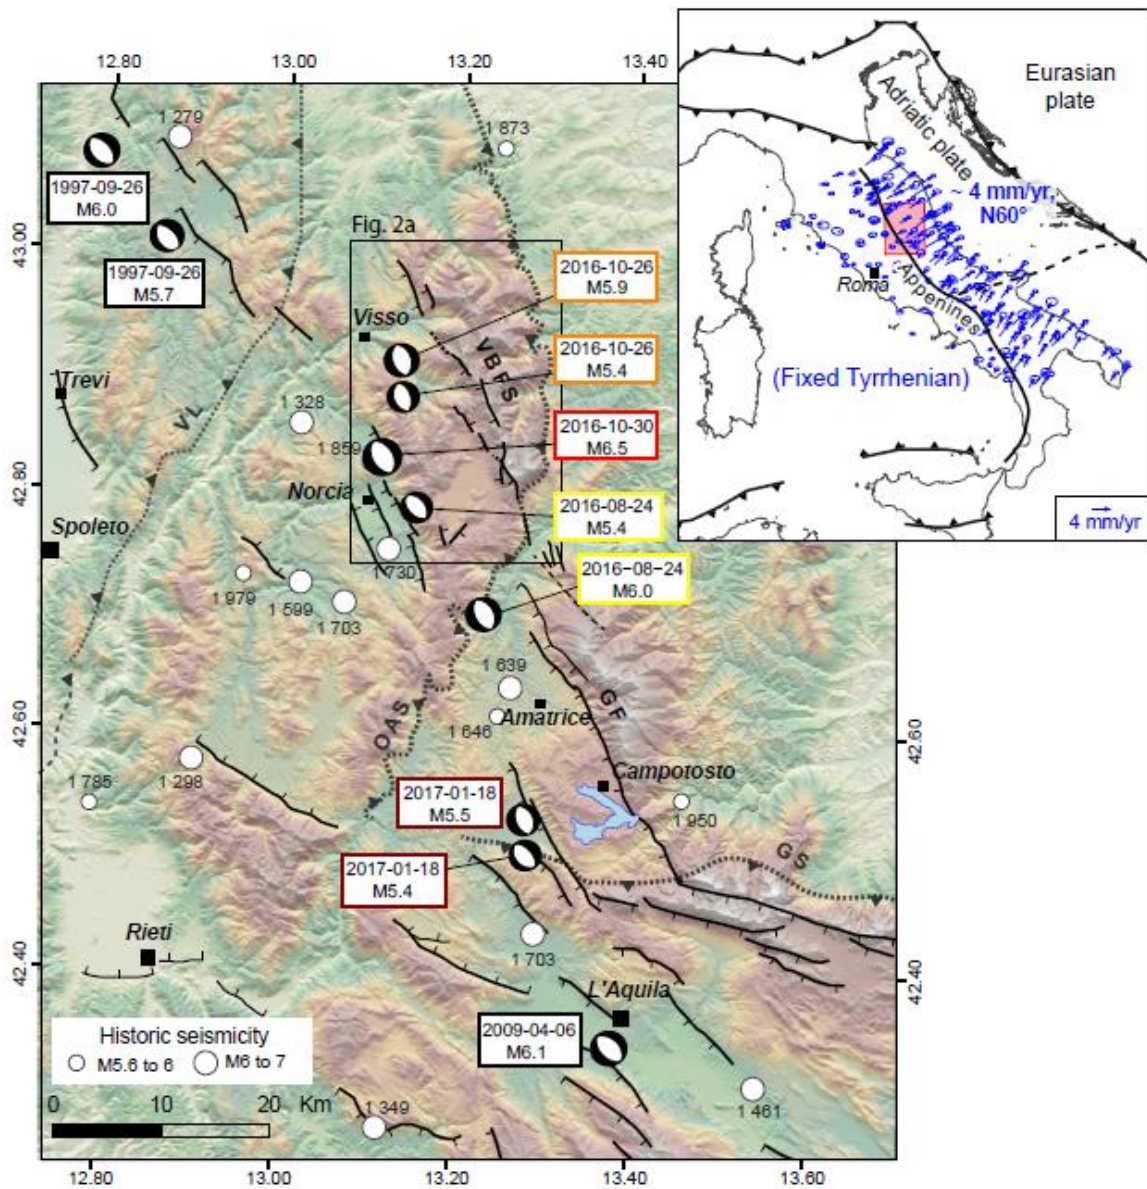 12.80
13.00
13.20
13.40
Eurasian
plate
Adriatic plate
~ 4 mm/yr,
N60°
Roma
Appenines
(Fixed Tyrrhenian)
4 mm/yr
1 279
1 873
1997-09-26
M6.0
43.00
1997-09-26
M5.7
Fig. 2a
2016-10-26
M5.9
Visso
VBFS
2016-10-26
M5.4
Trevi
VL
1 328
1 859
2016-10-30
M6.5
42.80
Norcia
2016-08-24
M5.4
Spoleto
1 730
2016-08-24
M6.0
1 979
1 599
1 703
1 639
GF
42.60
OAS
1 646
Amatrice
42.60
1 785
1 298
Campotosto
2017-01-18
M5.5
1 950
GS
2017-01-18
M5.4
Rieti
42.40
1 703
42.40
L'Aquila
2009-04-06
M6.1
Historic seismicity
M5.6 to 6
M6 to 7
0 10 20 Km
1 349
1 461
12.80
13.00
13.20
13.40
13.60